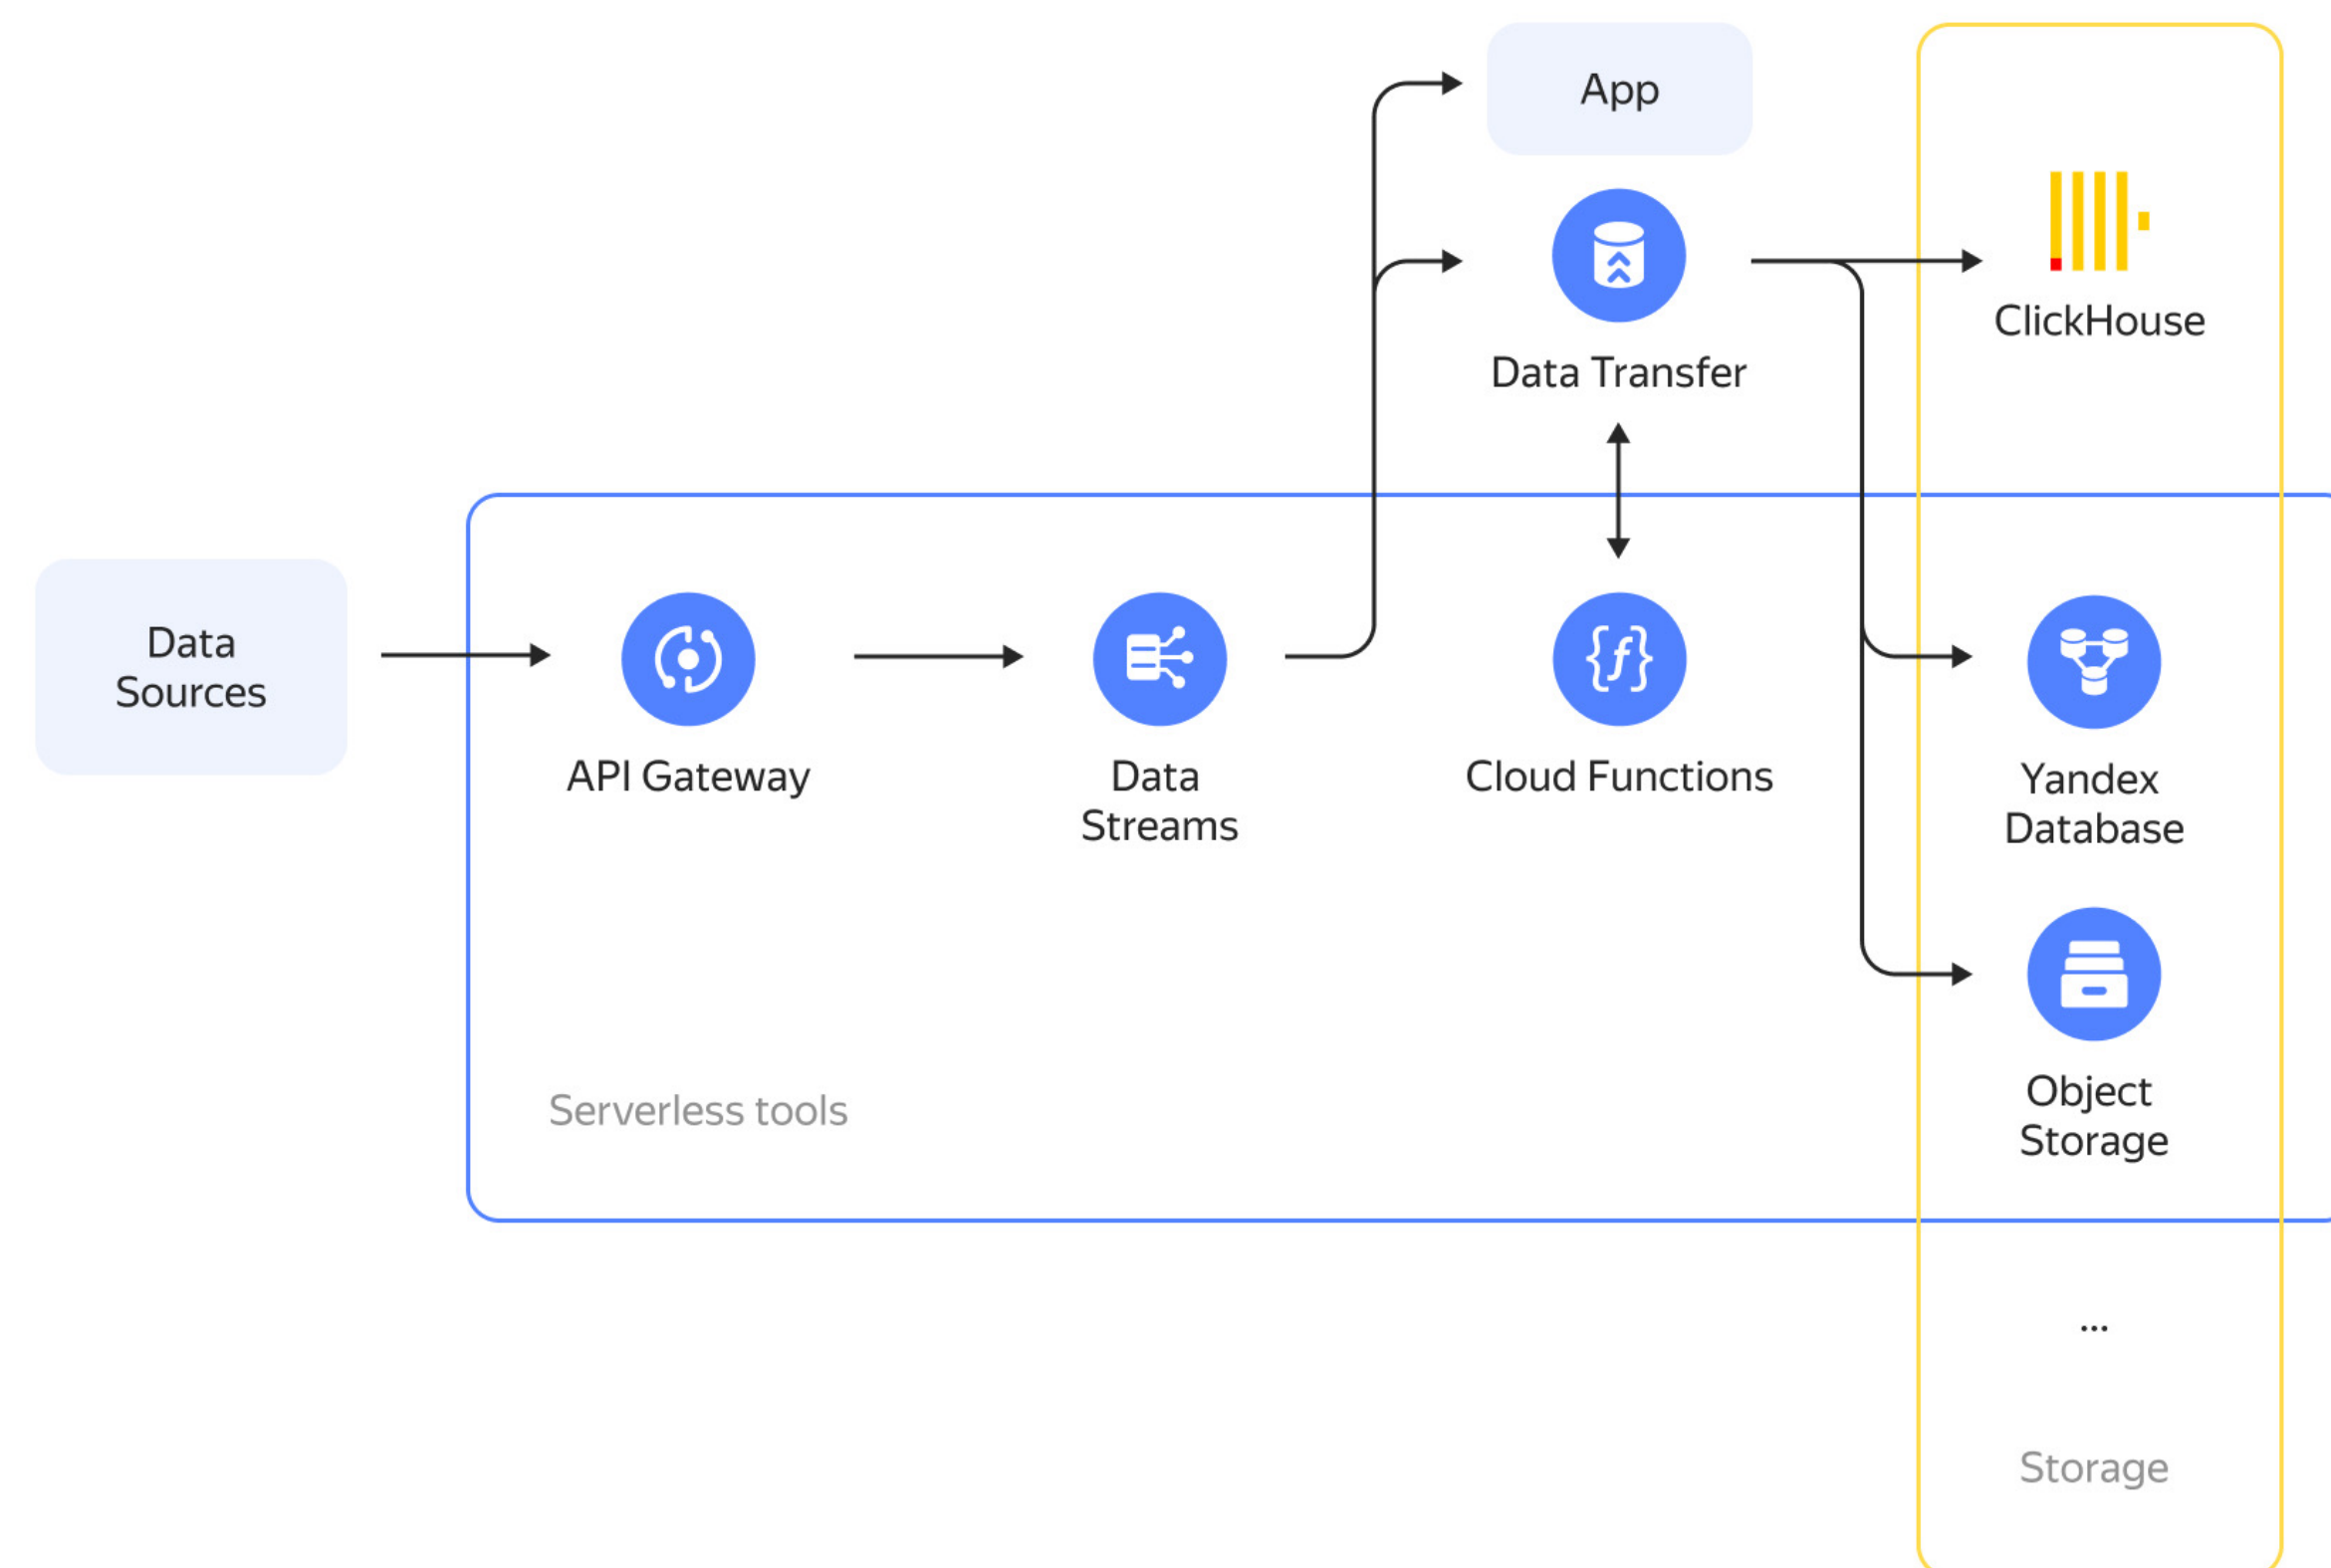 App
Data Transfer
ClickHouse
Data
Sources
API Gateway
Data
Streams
{f}
Cloud Functions
Yandex
Database
Object
Storage
Serverless tools
...
Storage